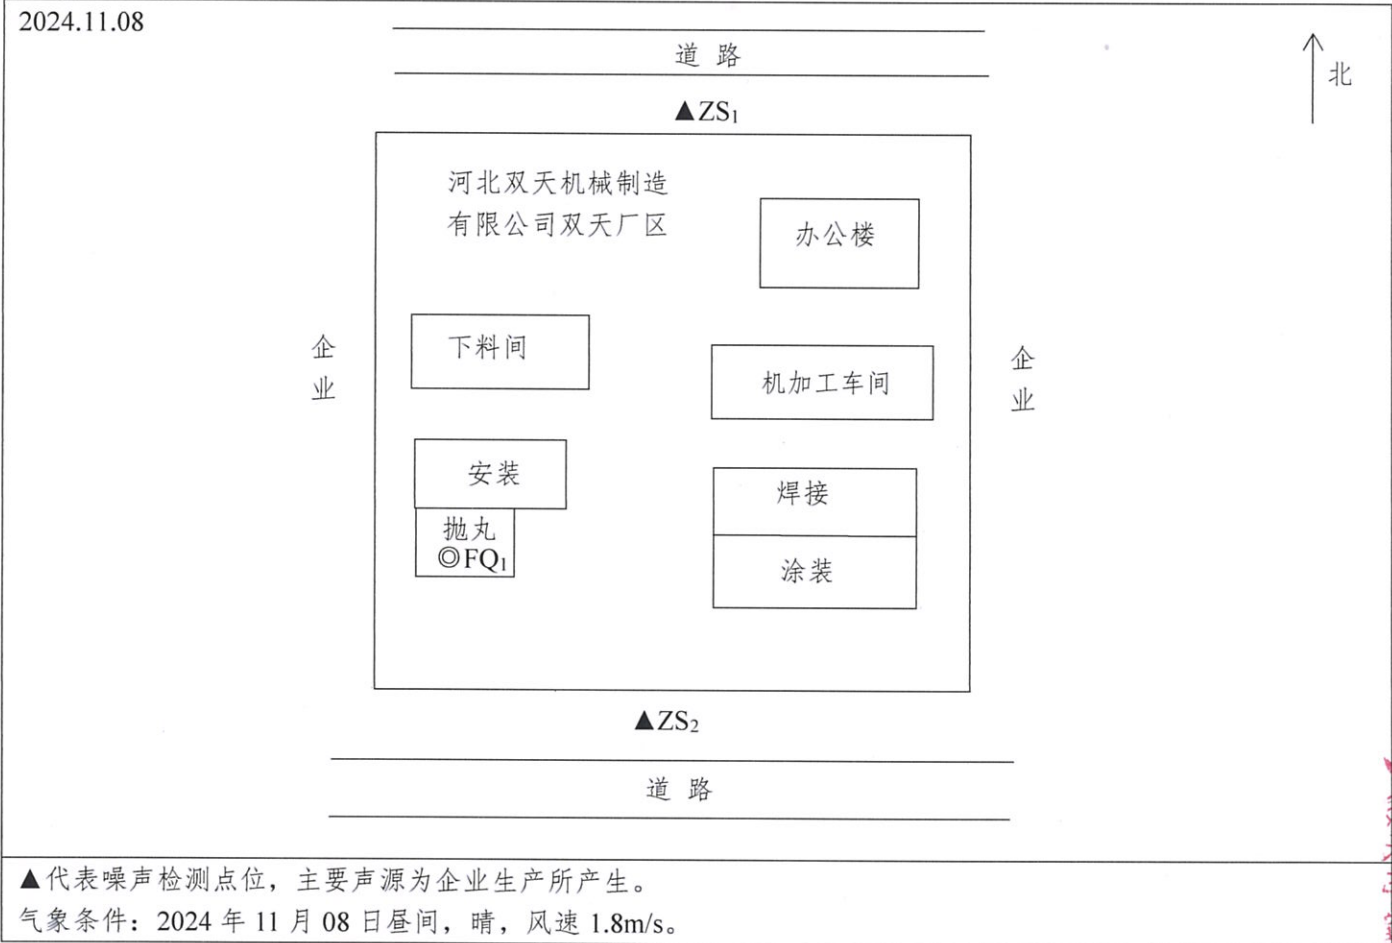 2024.11.08
道 路
北
▲ZS₁
河北双天机械制造
有限公司双天厂区
办公楼
企业
下料间
机加工车间
企业
安装
焊接
抛丸
◎FQ₁
涂装
▲ZS₂
道 路
▲代表噪声检测点位，主要声源为企业生产所产生。
气象条件：2024 年 11 月 08 日昼间，晴，风速 1.8m/s。